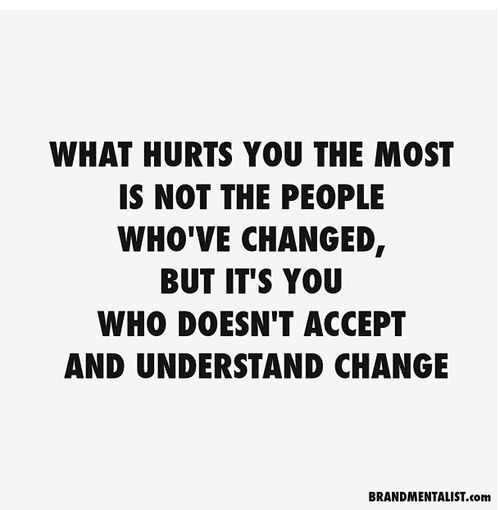 WHAT HURTS YOU THE MOST
IS NOT THE PEOPLE
WHO'VE CHANGED,
BUT IT'S YOU
WHO DOESN'T ACCEPT
AND UNDERSTAND CHANGE
BRANDMENTALIST.com